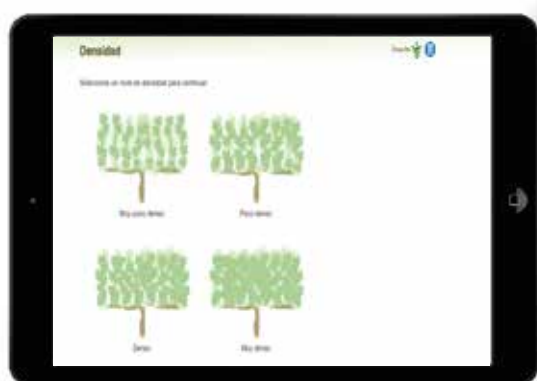 Densidad
Seleccione un nivel de densidad para continuar
Muy poco denso
Poco denso
Denso
Muy denso